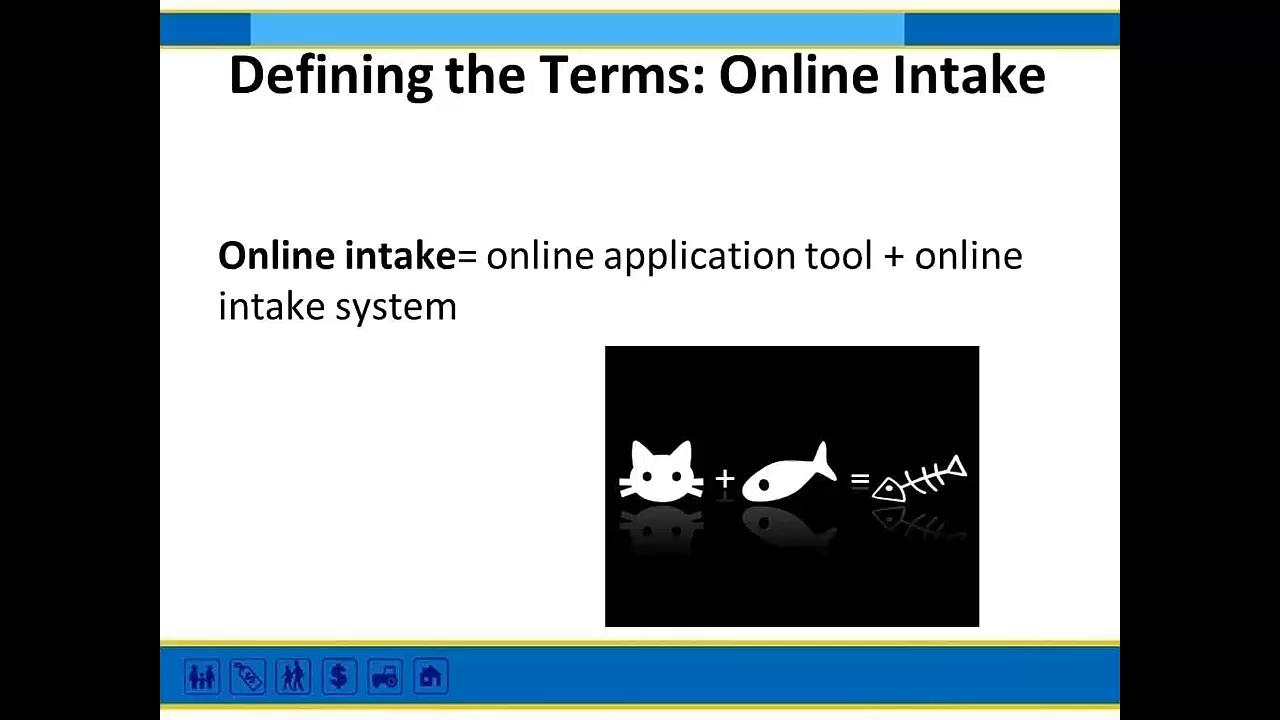 Defining the Terms: Online Intake
Online intake= online application tool + online
intake system
+ =
$